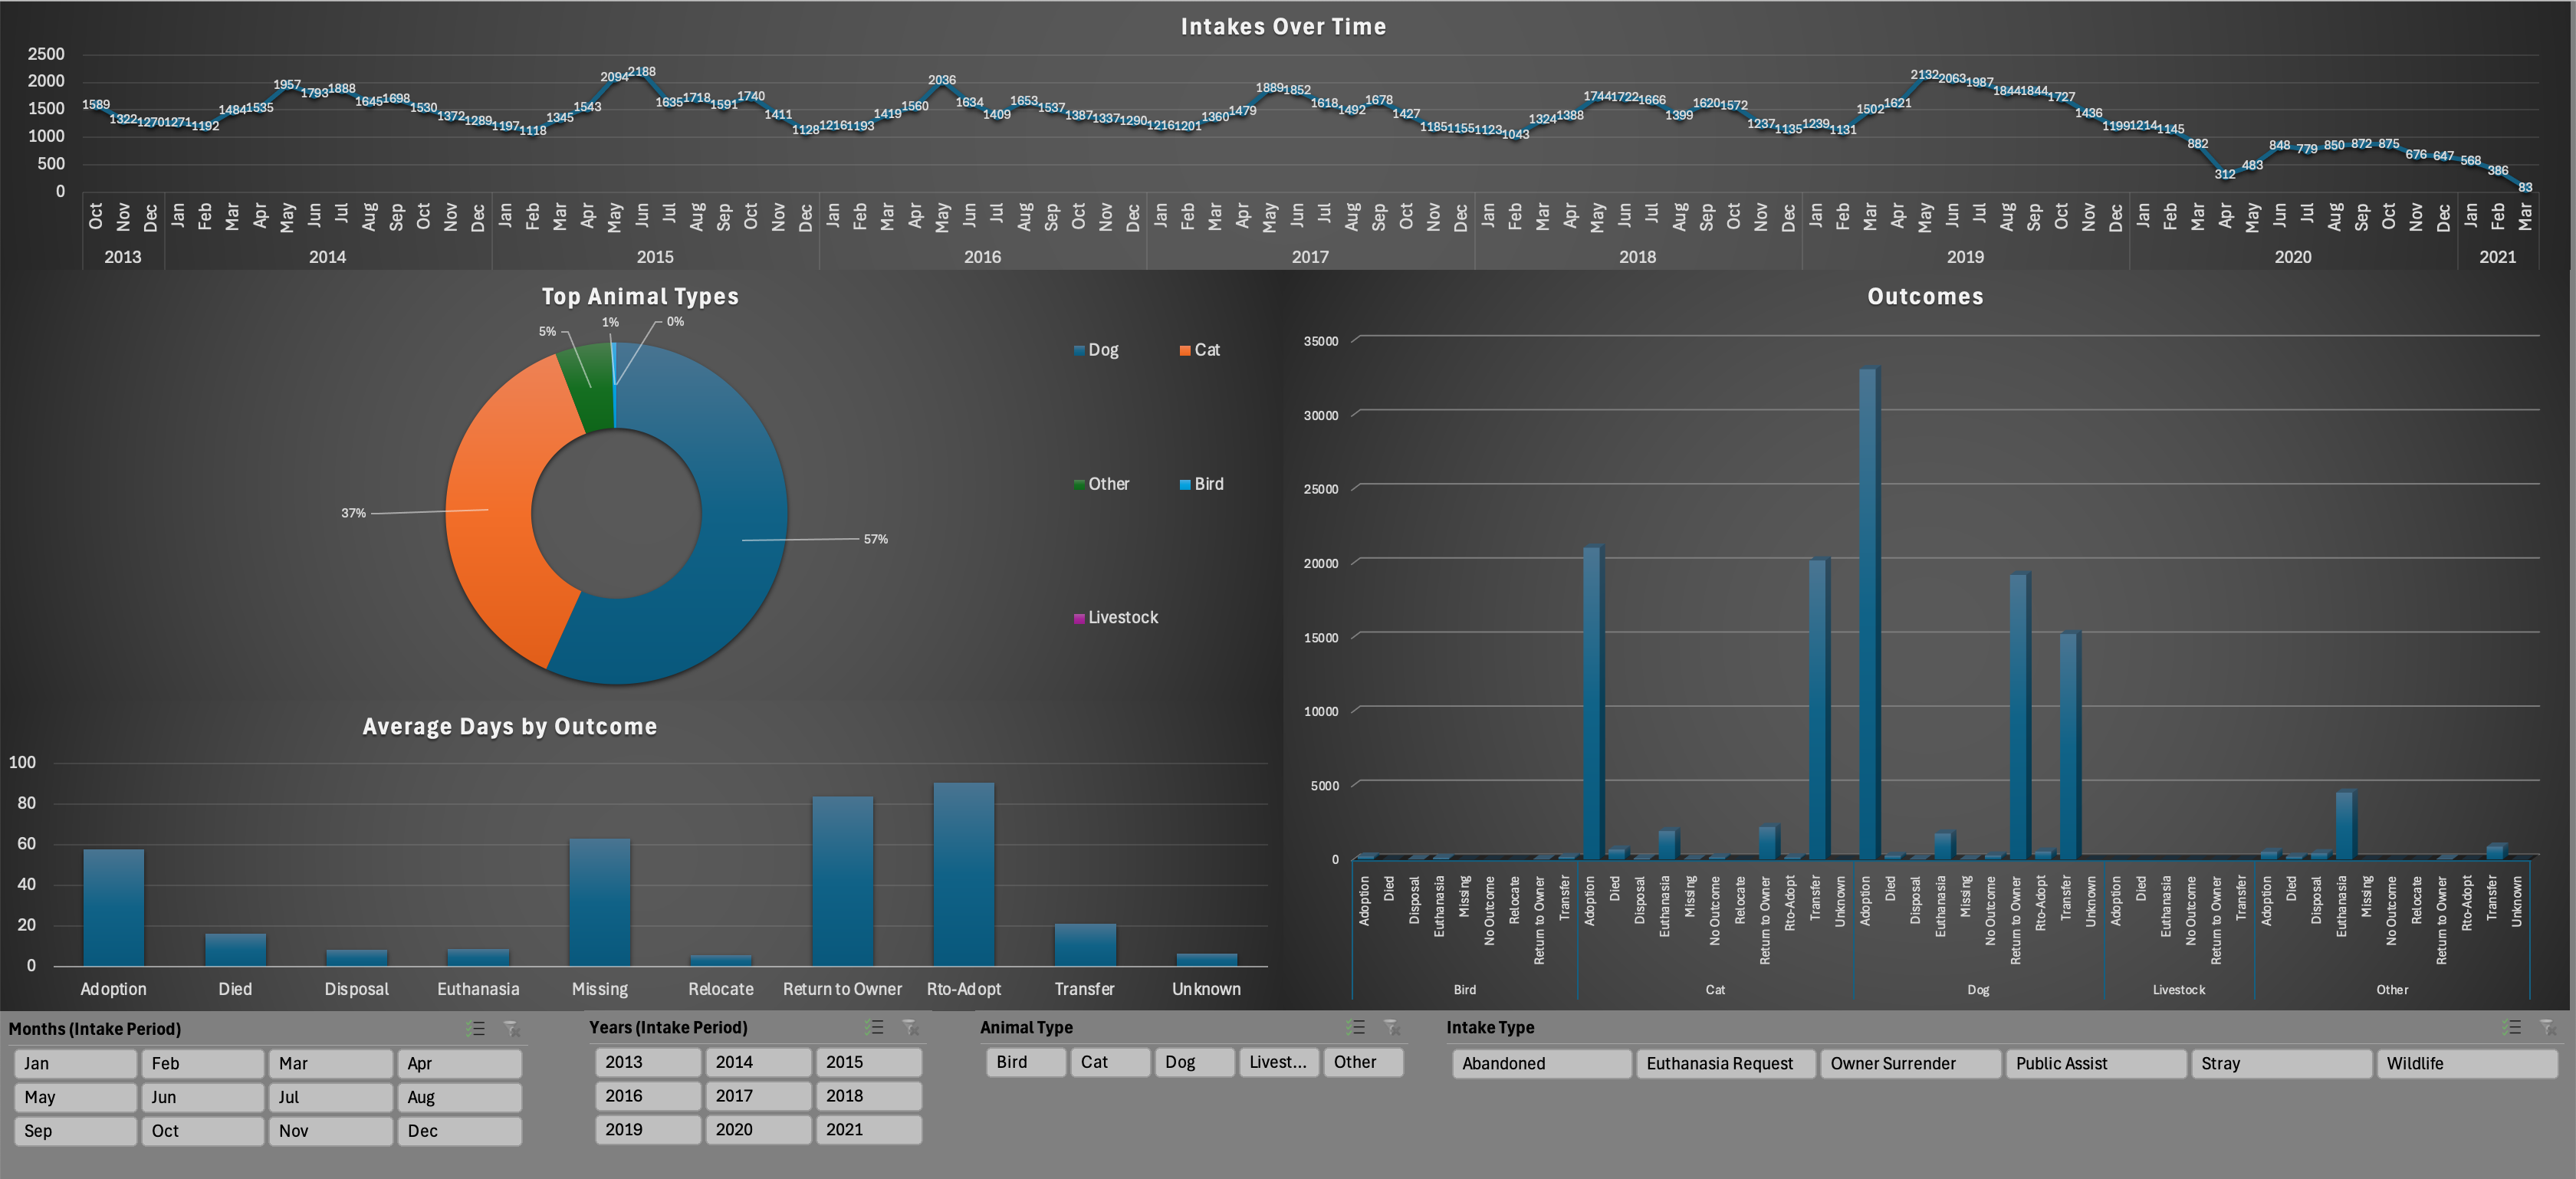 Intakes Over Time
2500
2000
1500
1000
500
0
1589 1322 1270 1271 1192 1484 1535 1957 1793 1888 1645 1698 1530 1372 1289 1197 1118 1345 1543 2094 2188 1635 1718 1591 1740 1411 1128 1216 1193 1419 1560 2036 1634 1409 1653 1537 1387 1337 1290 1216 1201 1360 1479 1889 1852 1618 1492 1678 1427 1185 1155 1123 1043 1324 1388 1744 1722 1666 1399 1620 1572 1237 1135 1239 1131 1502 1621 2132 2063 1987 1844 1844 1727 1436 1199 1214 1145 882 312 483 848 779 850 872 875 676 647 568 386 83
Oct Nov Dec Jan Feb Mar Apr May Jun Jul Aug Sep Oct Nov Dec Jan Feb Mar Apr May Jun Jul Aug Sep Oct Nov Dec Jan Feb Mar Apr May Jun Jul Aug Sep Oct Nov Dec Jan Feb Mar Apr May Jun Jul Aug Sep Oct Nov Dec Jan Feb Mar Apr May Jun Jul Aug Sep Oct Nov Dec Jan Feb Mar Apr May Jun Jul Aug Sep Oct Nov Dec Jan Feb Mar Apr May Jun Jul Aug Sep Oct Nov Dec Jan Feb Mar
2013 2014 2015 2016 2017 2018 2019 2020 2021
Top Animal Types
5% 1% 0%
37%
57%
Dog Cat
Other Bird
Livestock
Average Days by Outcome
100
80
60
40
20
0
Adoption Died Disposal Euthanasia Missing Relocate Return to Owner Rto-Adopt Transfer Unknown
Outcomes
35000
30000
25000
20000
15000
10000
5000
0
Adoption Died Disposal Euthanasia Missing No Outcome Relocate Return to Owner Transfer Adoption Died Disposal Euthanasia Missing No Outcome Relocate Return to Owner Rto-Adopt Transfer Unknown Adoption Died Disposal Euthanasia Missing No Outcome Return to Owner Rto-Adopt Transfer Unknown Adoption Died Euthanasia No Outcome Return to Owner Transfer Adoption Died Disposal Euthanasia Missing No Outcome Relocate Return to Owner Rto-Adopt Transfer Unknown
Bird Cat Dog Livestock Other
Months (Intake Period)
Jan Feb Mar Apr
May Jun Jul Aug
Sep Oct Nov Dec
Years (Intake Period)
2013 2014 2015
2016 2017 2018
2019 2020 2021
Animal Type
Bird Cat Dog Livest... Other
Intake Type
Abandoned Euthanasia Request Owner Surrender Public Assist Stray Wildlife